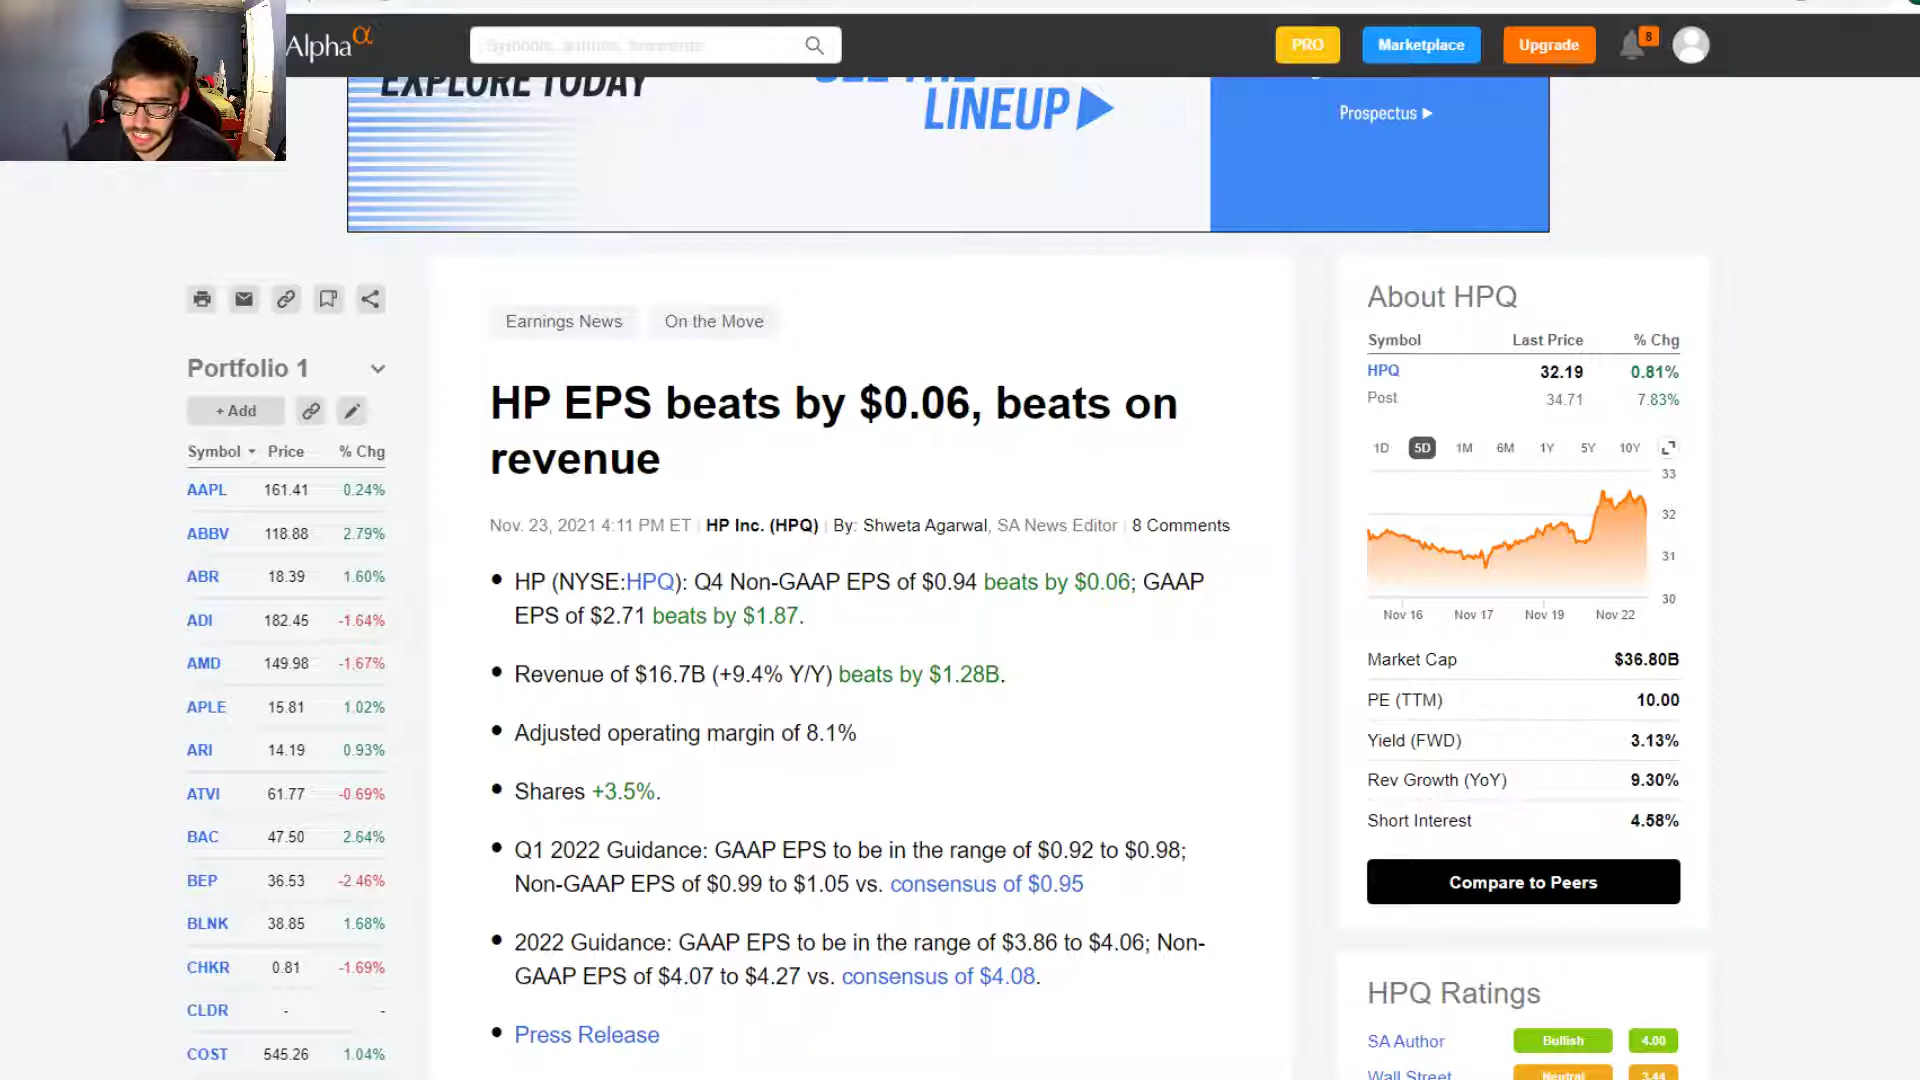 Alpha α
PRO
Marketplace
Upgrade
8
EXPLORE TODAY
LINEUP
Prospectus
Earnings News
On the Move
HP EPS beats by $0.06, beats on
revenue
Nov. 23, 2021 4:11 PM ET | HP Inc. (HPQ) | By: Shweta Agarwal, SA News Editor | 8 Comments
• HP (NYSE:HPQ): Q4 Non-GAAP EPS of $0.94 beats by $0.06; GAAP
EPS of $2.71 beats by $1.87.
• Revenue of $16.7B (+9.4% Y/Y) beats by $1.28B.
• Adjusted operating margin of 8.1%
• Shares +3.5%.
• Q1 2022 Guidance: GAAP EPS to be in the range of $0.92 to $0.98;
Non-GAAP EPS of $0.99 to $1.05 vs. consensus of $0.95
• 2022 Guidance: GAAP EPS to be in the range of $3.86 to $4.06; Non-
GAAP EPS of $4.07 to $4.27 vs. consensus of $4.08.
• Press Release
Portfolio 1
+ Add
Symbol Price % Chg
AAPL 161.41 0.24%
ABBV 118.88 2.79%
ABR 18.39 1.60%
ADI 182.45 -1.64%
AMD 149.98 -1.67%
APLE 15.81 1.02%
ARI 14.19 0.93%
ATVI 61.77 -0.69%
BAC 47.50 2.64%
BEP 36.53 -2.46%
BLNK 38.85 1.68%
CHKR 0.81 -1.69%
CLDR - -
COST 545.26 1.04%
About HPQ
Symbol Last Price % Chg
HPQ 32.19 0.81%
Post 34.71 7.83%
1D 5D 1M 6M 1Y 5Y 10Y
33
32
31
30
Nov 16 Nov 17 Nov 19 Nov 22
Market Cap $36.80B
PE (TTM) 10.00
Yield (FWD) 3.13%
Rev Growth (YoY) 9.30%
Short Interest 4.58%
Compare to Peers
HPQ Ratings
SA Author Bullish 4.00
Wall Street Neutral 3.44